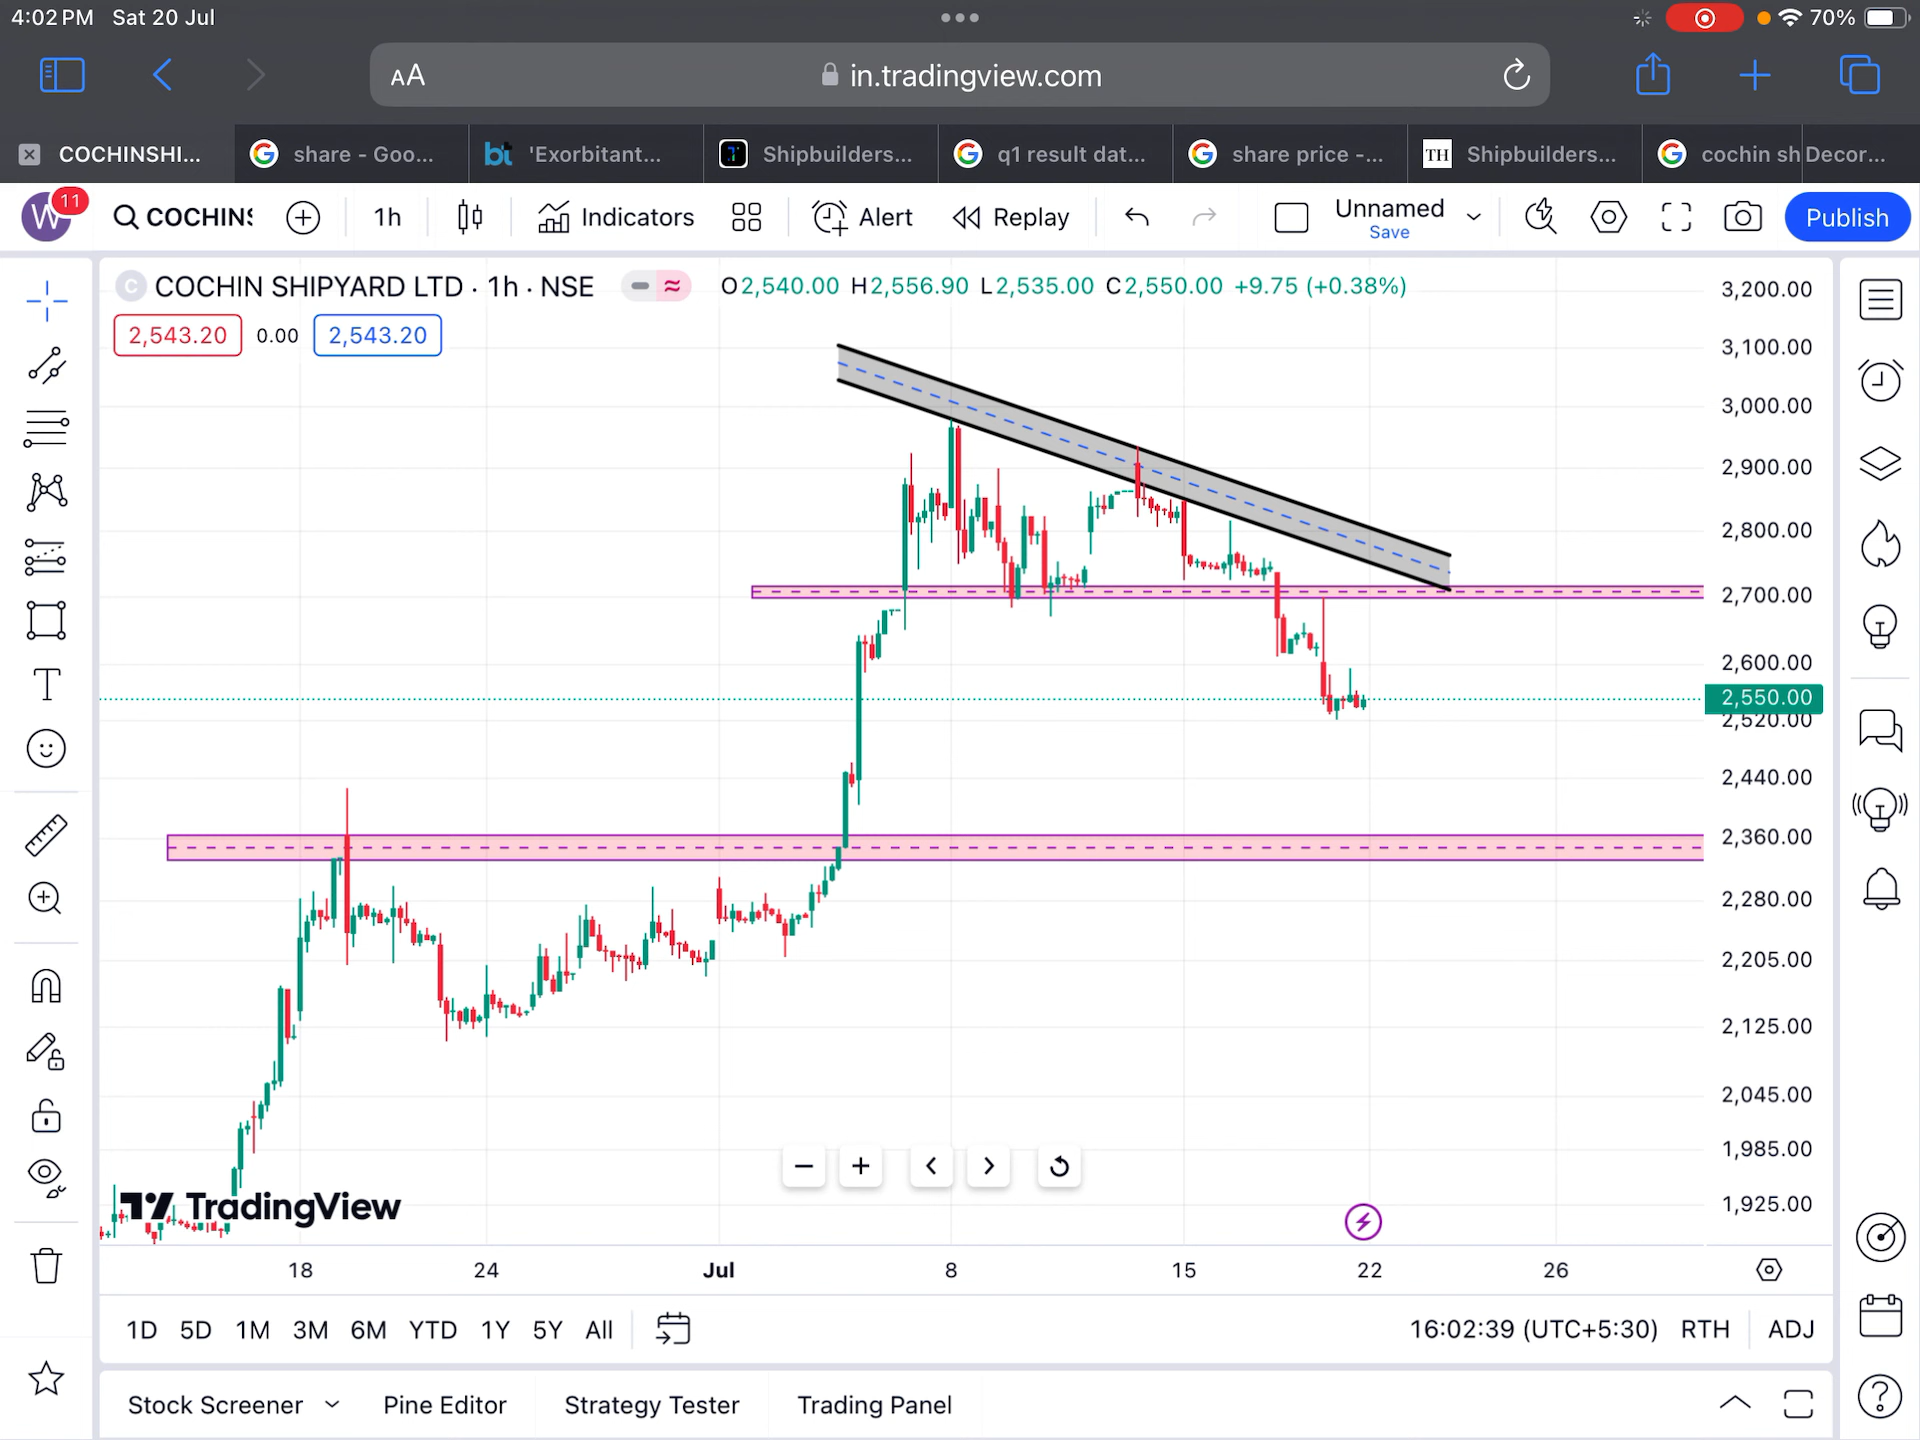 4:02 PM Sat 20 Jul
70%
AA in.tradingview.com
COCHINSHI...
share - Goo...
bt 'Exorbitant...
Shipbuilders...
q1 result dat...
share price -...
TH Shipbuilders...
cochin sh
Decor...
W 11
COCHINS
1h
Indicators
Alert
Replay
Unnamed
Save
Publish
C COCHIN SHIPYARD LTD · 1h · NSE
O2,540.00 H2,556.90 L2,535.00 C2,550.00 +9.75 (+0.38%)
2,543.20 0.00 2,543.20
3,200.00
3,100.00
3,000.00
2,900.00
2,800.00
2,700.00
2,600.00
2,550.00
2,520.00
2,440.00
2,360.00
2,280.00
2,205.00
2,125.00
2,045.00
1,985.00
1,925.00
TradingView
18 24 Jul 8 15 22 26
1D 5D 1M 3M 6M YTD 1Y 5Y All
16:02:39 (UTC+5:30) RTH ADJ
Stock Screener Pine Editor Strategy Tester Trading Panel